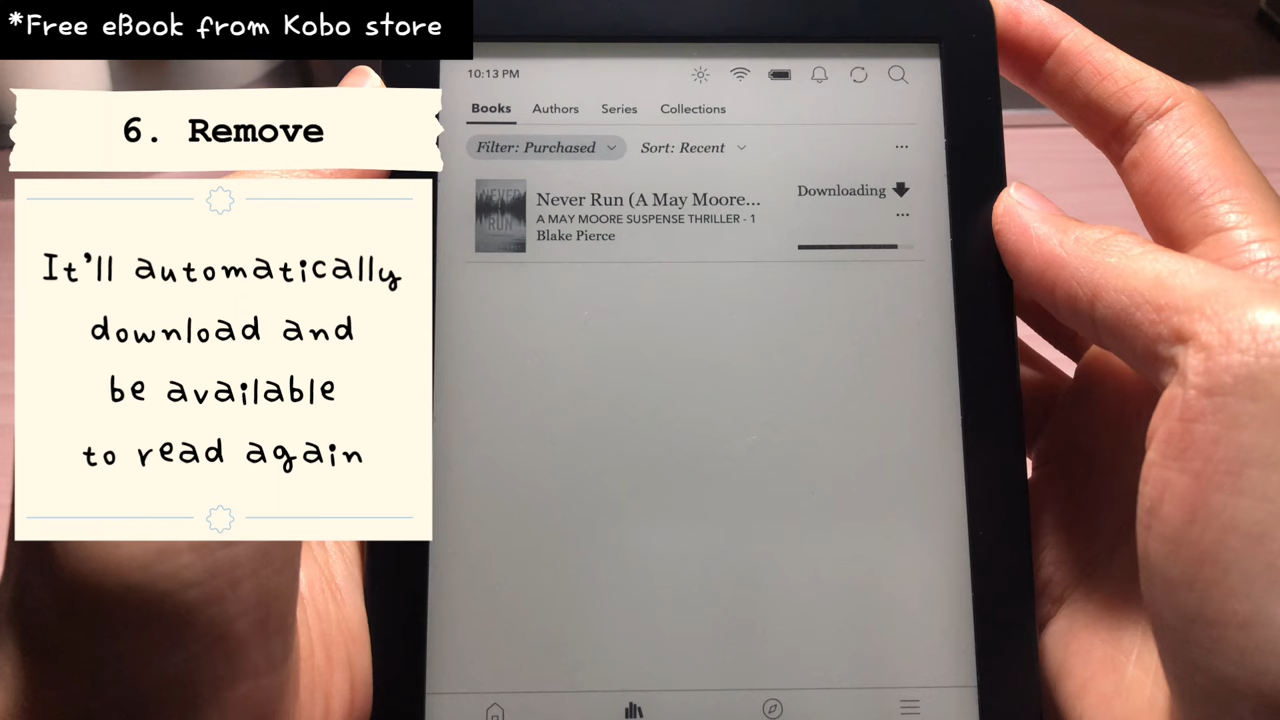 *Free eBook from Kobo store
6. Remove
It'll automatically
download and
be available
to read again
10:13 PM
Books Authors Series Collections
Filter: Purchased Sort: Recent
NEVER
RUN
Never Run (A May Moore...
A MAY MOORE SUSPENSE THRILLER - 1
Blake Pierce
Downloading